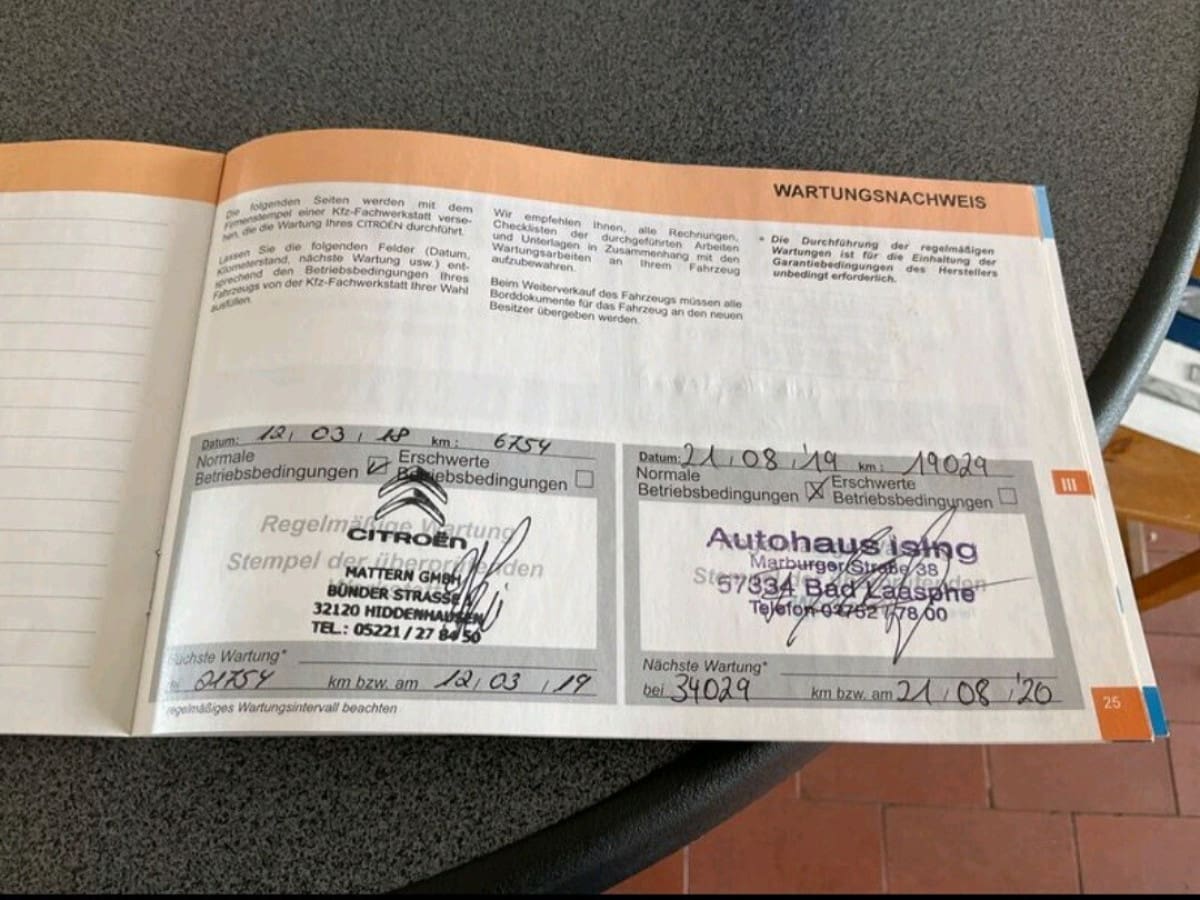 WARTUNGSNACHWEIS
Die folgenden Seiten werden mit dem
Firmenstempel einer Kfz-Fachwerkstatt verse-
hen, die die Wartung Ihres CITROËN durchführt.
Lassen Sie die folgenden Felder (Datum,
Kilometerstand, nächste Wartung usw.) ent-
sprechend den Betriebsbedingungen Ihres
Fahrzeugs von der Kfz-Fachwerkstatt Ihrer Wahl
ausfüllen.
Wir empfehlen Ihnen, alle Rechnungen,
Checklisten der durchgeführten Arbeiten
und Unterlagen in Zusammenhang mit den
Wartungsarbeiten an Ihrem Fahrzeug
aufzubewahren.
Beim Weiterverkauf des Fahrzeugs müssen alle
Borddokumente für das Fahrzeug an den neuen
Besitzer übergeben werden.
* Die Durchführung der regelmäßigen
Wartungen ist für die Einhaltung der
Garantiebedingungen des Herstellers
unbedingt erforderlich.
Datum: 12, 03, 18 km: 6754
Normale Erschwerte
Betriebsbedingungen Betriebsbedingungen
Regelmäßige Wartung
CITROËN
Stempel der überprüfenden
MATTERN GMBH
BÜNDER STRASSE
32120 HIDDENHAUSEN
TEL.: 05221 / 27 84 50
Nächste Wartung*
bei 21754 km bzw. am 12, 03, 19
regelmäßiges Wartungsintervall beachten
Datum: 21, 08, '19 km: 19029
Normale Erschwerte
Betriebsbedingungen Betriebsbedingungen
Autohaus Ising
Marburger Straße 38
57334 Bad Laasphe
Telefon 02752 / 78 00
Nächste Wartung*
bei 34029 km bzw. am 21, 08, '20
III
25